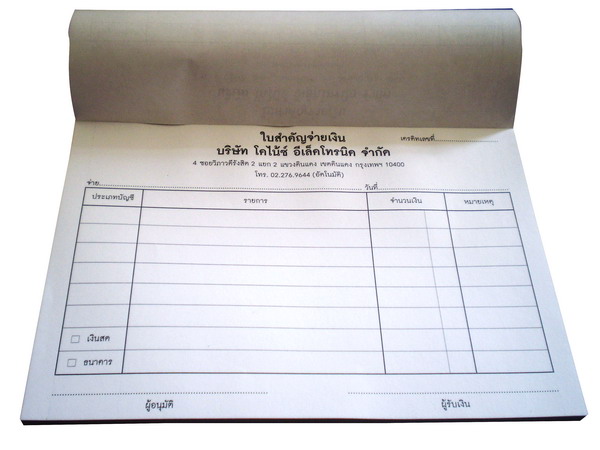 ใบสำคัญจ่ายเงิน
เครดิตเลขที่
บริษัท โคไน้ซ์ อีเล็คโทรนิค จำกัด
4 ซอยวิภาวดีรังสิต 2 แยก 2 แขวงดินแดง เขตดินแดง กรุงเทพฯ 10400
โทร. 02.276.9644 (อัตโนมัติ)
จ่าย วันที่
ประเภทบัญชี รายการ จำนวนเงิน หมายเหตุ
เงินสด
ธนาคาร
ผู้อนุมัติ ผู้รับเงิน